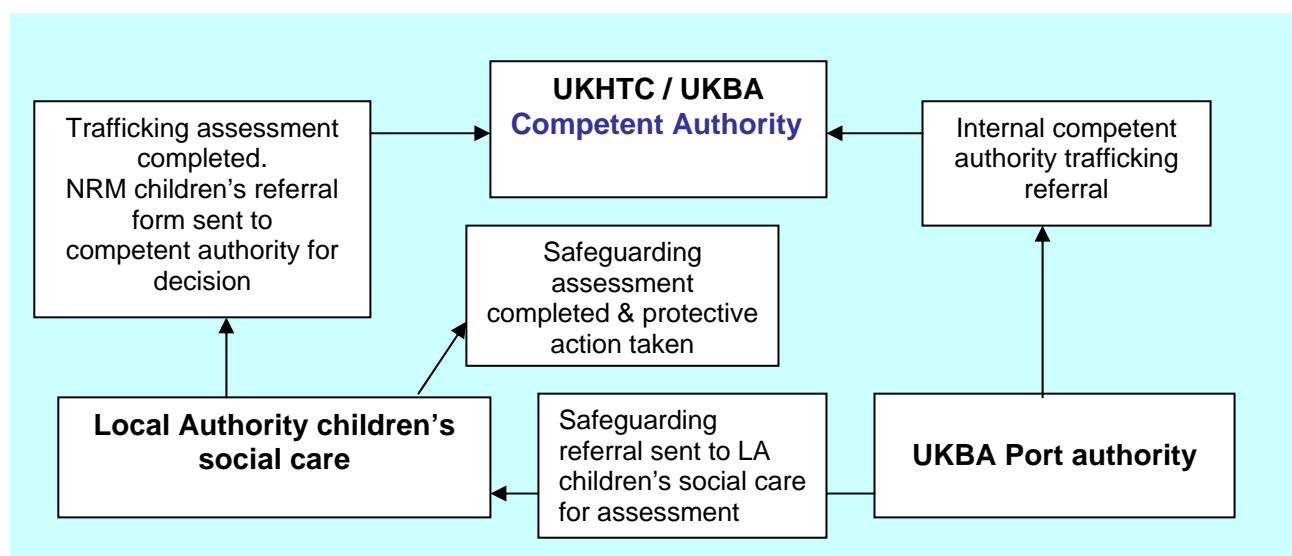 UKHTC / UKBA
Competent Authority
Trafficking assessment
completed.
NRM children's referral
form sent to
competent authority for
decision
Internal competent
authority trafficking
referral
Safeguarding
assessment
completed & protective
action taken
Local Authority children's
social care
Safeguarding
referral sent to LA
children's social care
for assessment
UKBA Port authority